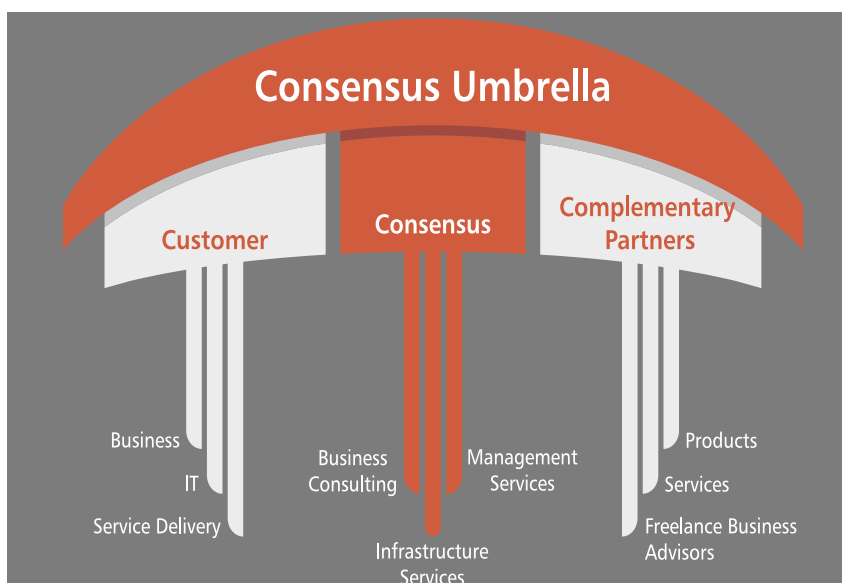 Consensus Umbrella
Customer
Consensus
Complementary
Partners
Business
IT
Service Delivery
Business
Consulting
Infrastructure
Services
Management
Services
Products
Services
Freelance Business
Advisors